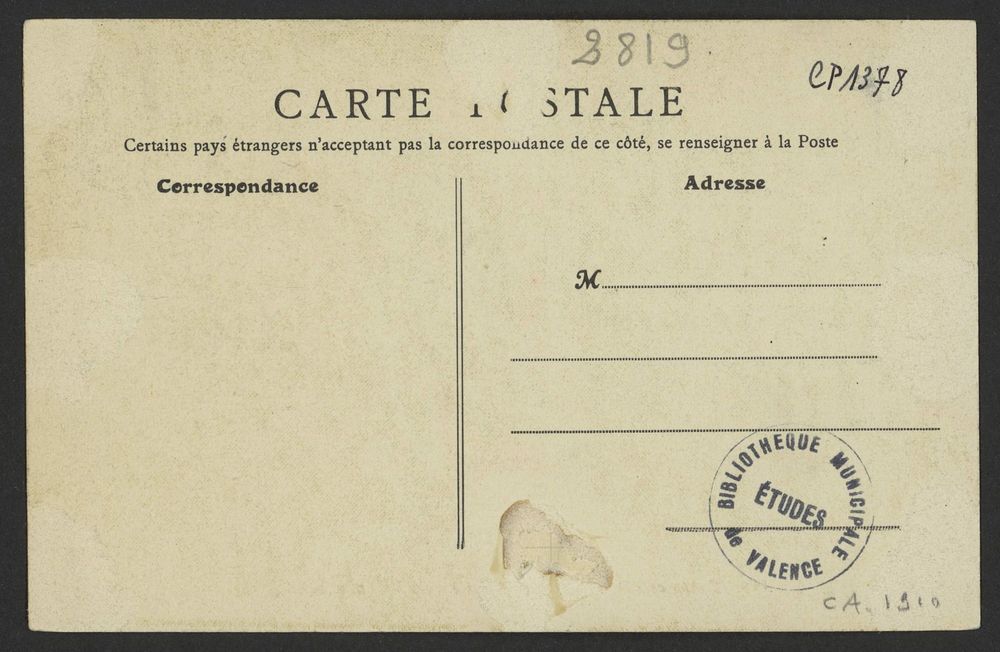 2819
CP1378
CARTE POSTALE
Certains pays étrangers n'acceptant pas la correspondance de ce côté, se renseigner à la Poste
Correspondance
Adresse
M
BIBLIOTHEQUE MUNICIPALE
ÉTUDES
de VALENCE
CA. 1910